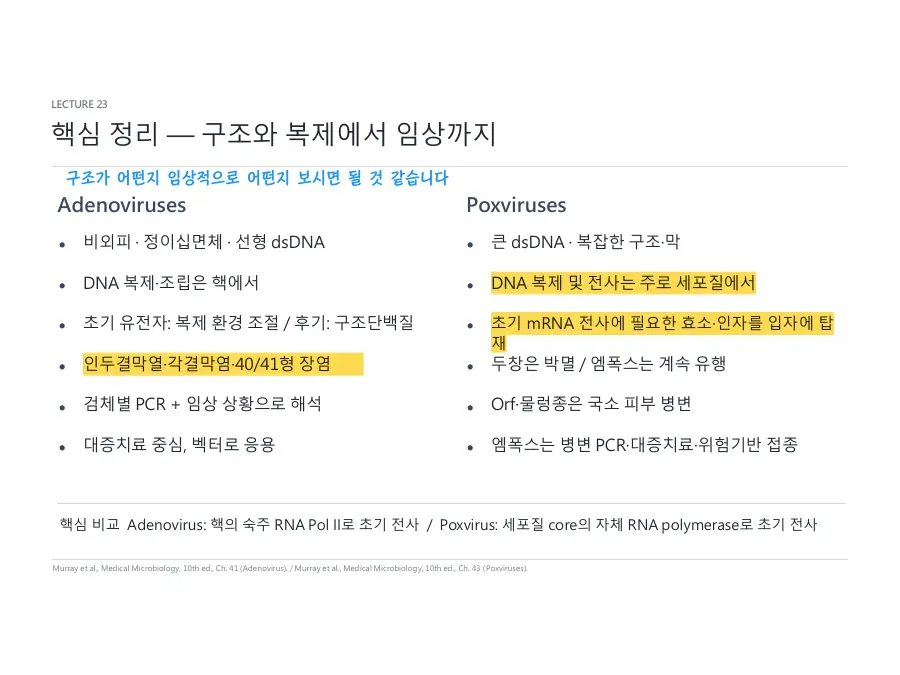 LECTURE 23
핵심 정리 — 구조와 복제에서 임상까지
구조가 어떤지 임상적으로 어떤지 보시면 될 것 같습니다
Adenoviruses
• 비외피 · 정이십면체 · 선형 dsDNA
• DNA 복제·조립은 핵에서
• 초기 유전자: 복제 환경 조절 / 후기: 구조단백질
• 인두결막열·각결막염·40/41형 장염
• 검체별 PCR + 임상 상황으로 해석
• 대증치료 중심, 벡터로 응용
Poxviruses
• 큰 dsDNA · 복잡한 구조·막
• DNA 복제 및 전사는 주로 세포질에서
• 초기 mRNA 전사에 필요한 효소·인자를 입자에 탑
재
• 두창은 박멸 / 엠폭스는 계속 유행
• Orf·물렁종은 국소 피부 병변
• 엠폭스는 병변 PCR·대증치료·위험기반 접종
핵심 비교 Adenovirus: 핵의 숙주 RNA Pol II로 초기 전사 / Poxvirus: 세포질 core의 자체 RNA polymerase로 초기 전사
Murray et al., Medical Microbiology, 10th ed., Ch. 41 (Adenovirus). / Murray et al., Medical Microbiology, 10th ed., Ch. 43 (Poxviruses).